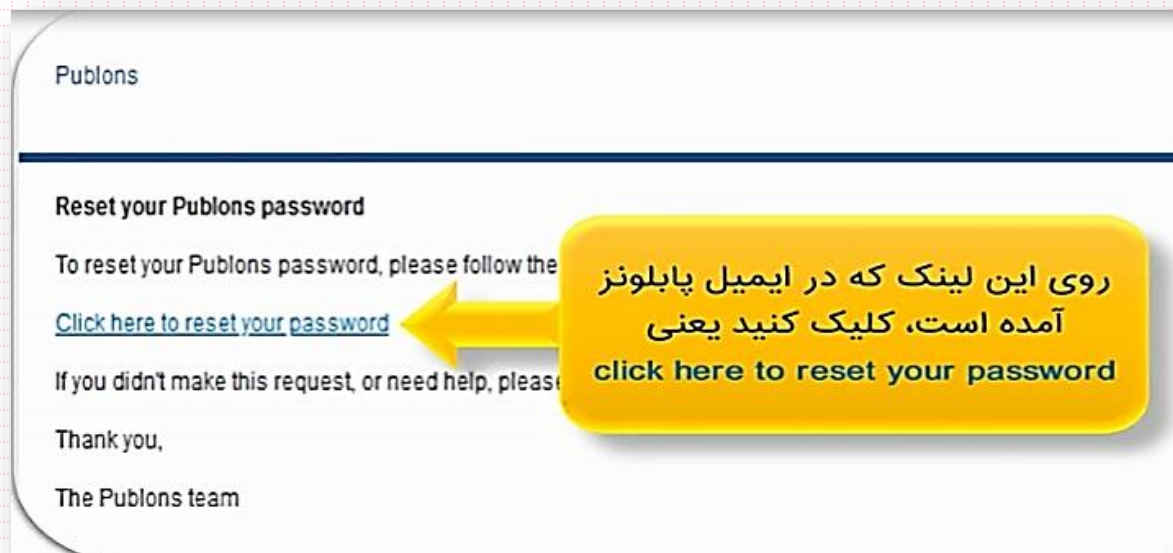 Publons
Reset your Publons password
To reset your Publons password, please follow the
Click here to reset your password
If you didn't make this request, or need help, please
Thank you,
The Publons team
روی این لینک که در ایمیل پابلونز
آمده است، کلیک کنید یعنی
click here to reset your password